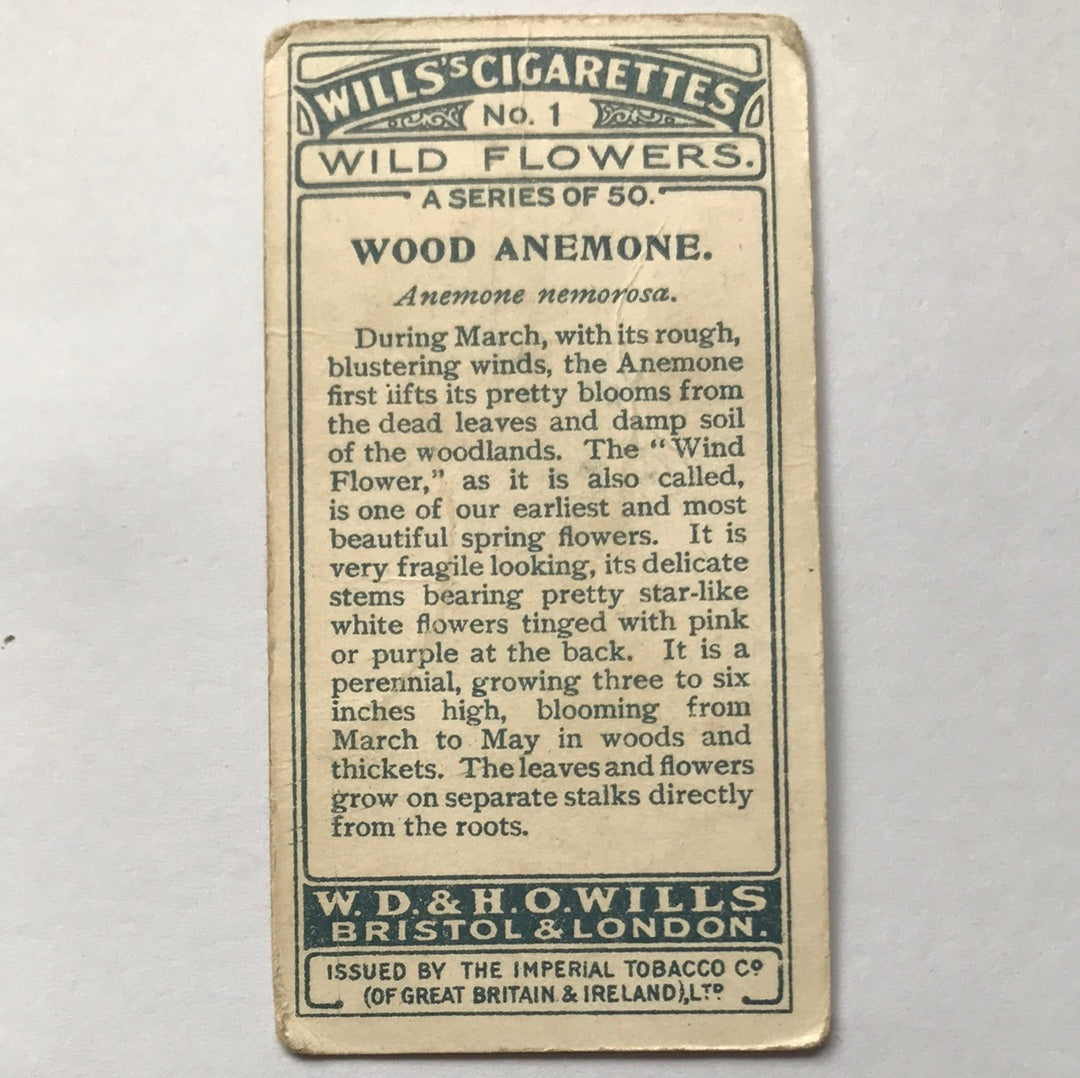 WILLS'S CIGARETTES
No. 1
WILD FLOWERS.
A SERIES OF 50.
WOOD ANEMONE.
Anemone nemorosa.
During March, with its rough,
blustering winds, the Anemone
first lifts its pretty blooms from
the dead leaves and damp soil
of the woodlands. The “Wind
Flower,” as it is also called,
is one of our earliest and most
beautiful spring flowers. It is
very fragile looking, its delicate
stems bearing pretty star-like
white flowers tinged with pink
or purple at the back. It is a
perennial, growing three to six
inches high, blooming from
March to May in woods and
thickets. The leaves and flowers
grow on separate stalks directly
from the roots.
W. D. & H. O. WILLS
BRISTOL & LONDON.
ISSUED BY THE IMPERIAL TOBACCO Cº
(OF GREAT BRITAIN & IRELAND), LTD